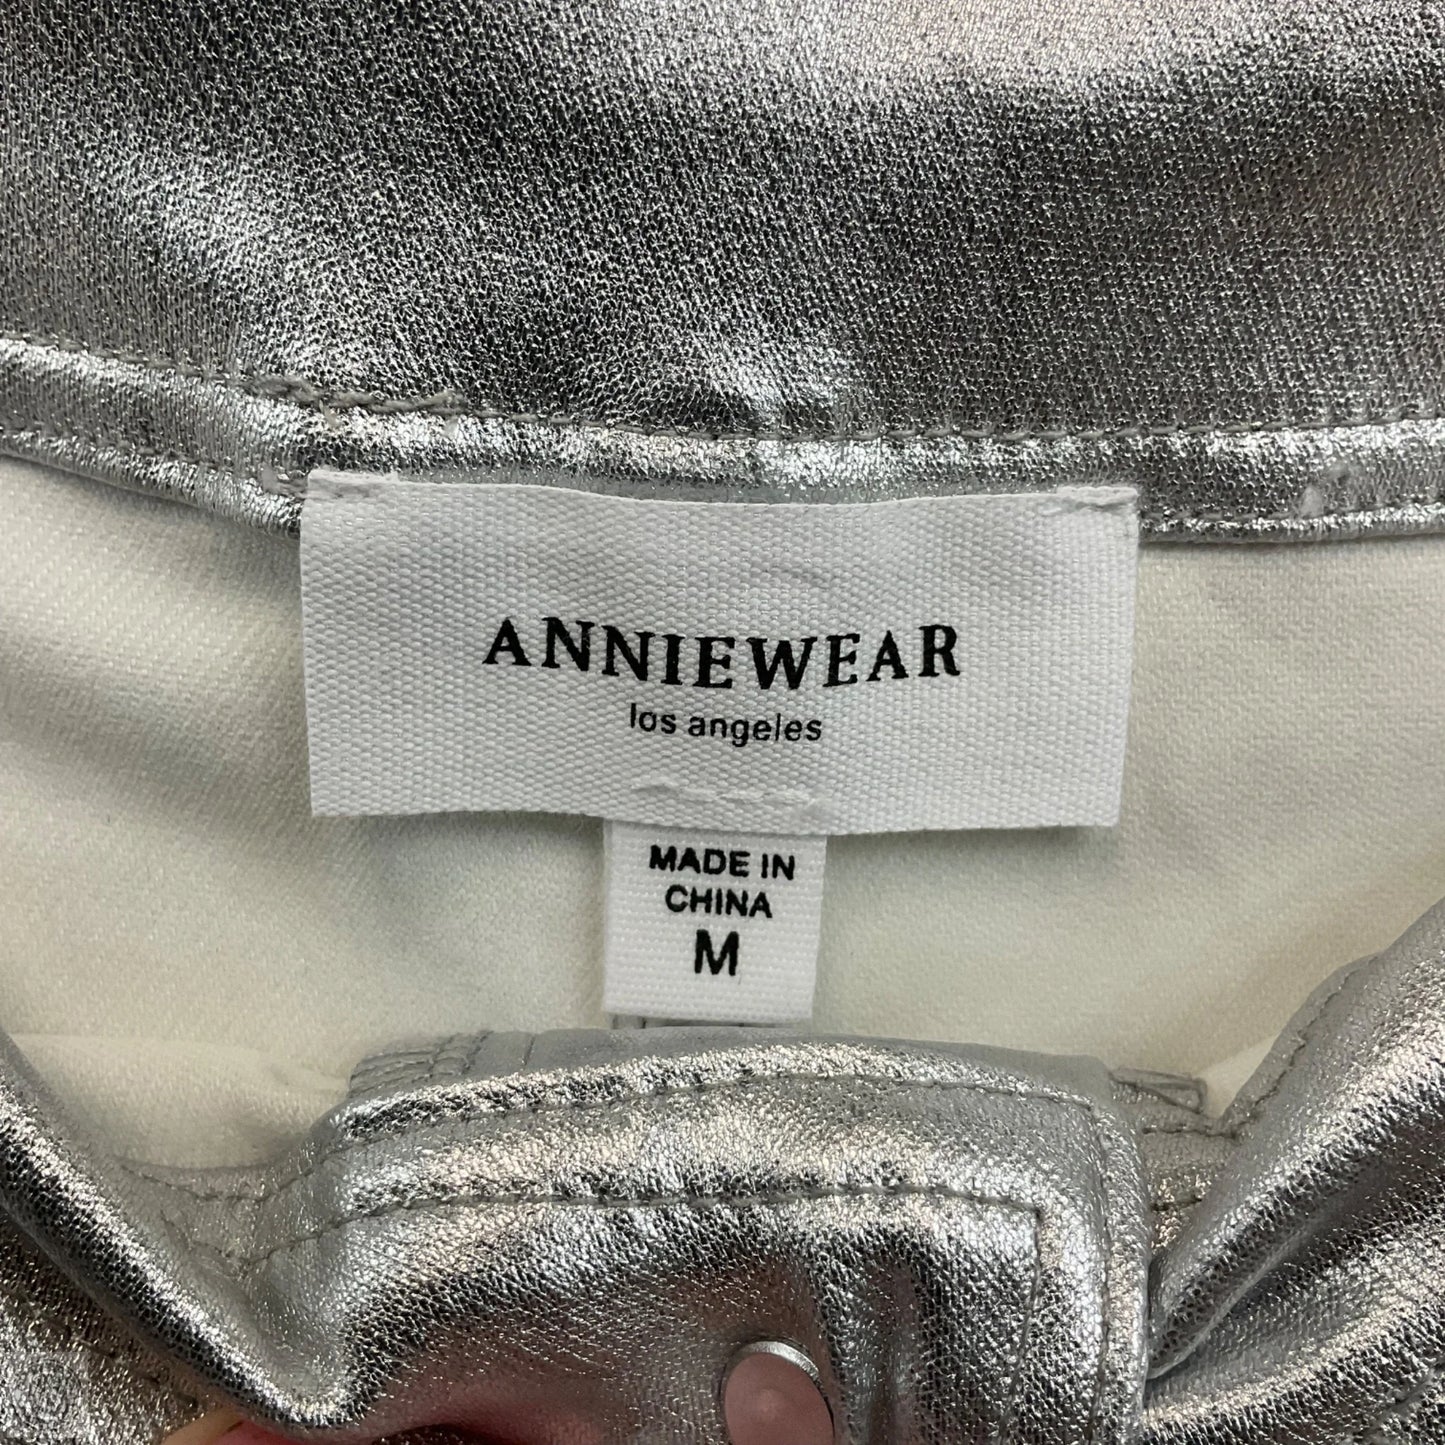 ANNIEWEAR
los angeles
MADE IN
CHINA
M